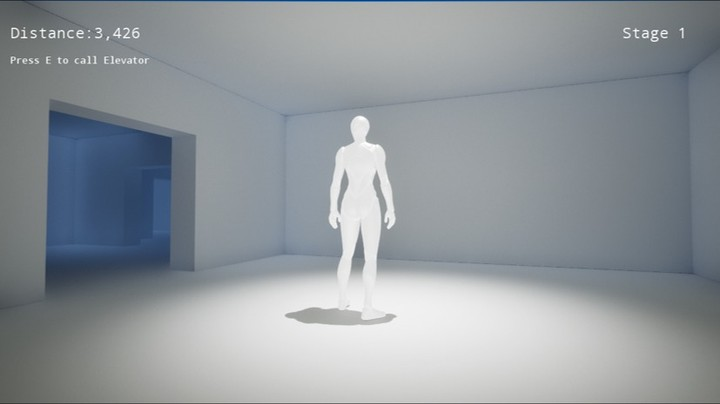 Distance:3,426
Stage 1
Press E to call Elevator